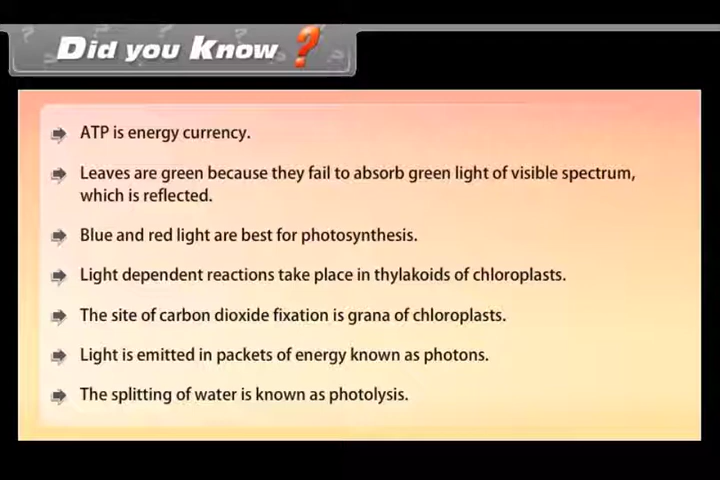 Did you Know ?
ATP is energy currency.
Leaves are green because they fail to absorb green light of visible spectrum,
which is reflected.
Blue and red light are best for photosynthesis.
Light dependent reactions take place in thylakoids of chloroplasts.
The site of carbon dioxide fixation is grana of chloroplasts.
Light is emitted in packets of energy known as photons.
The splitting of water is known as photolysis.